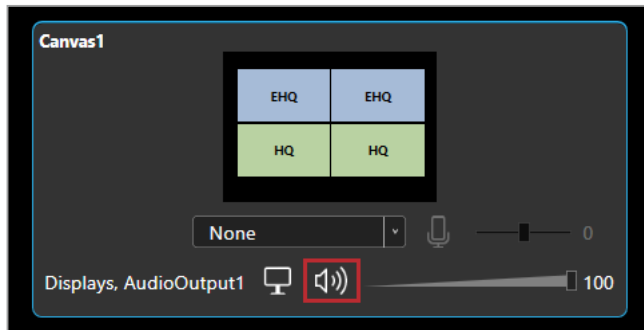 Canvas1
EHQ EHQ
HQ HQ
None 0
Displays, AudioOutput1 100